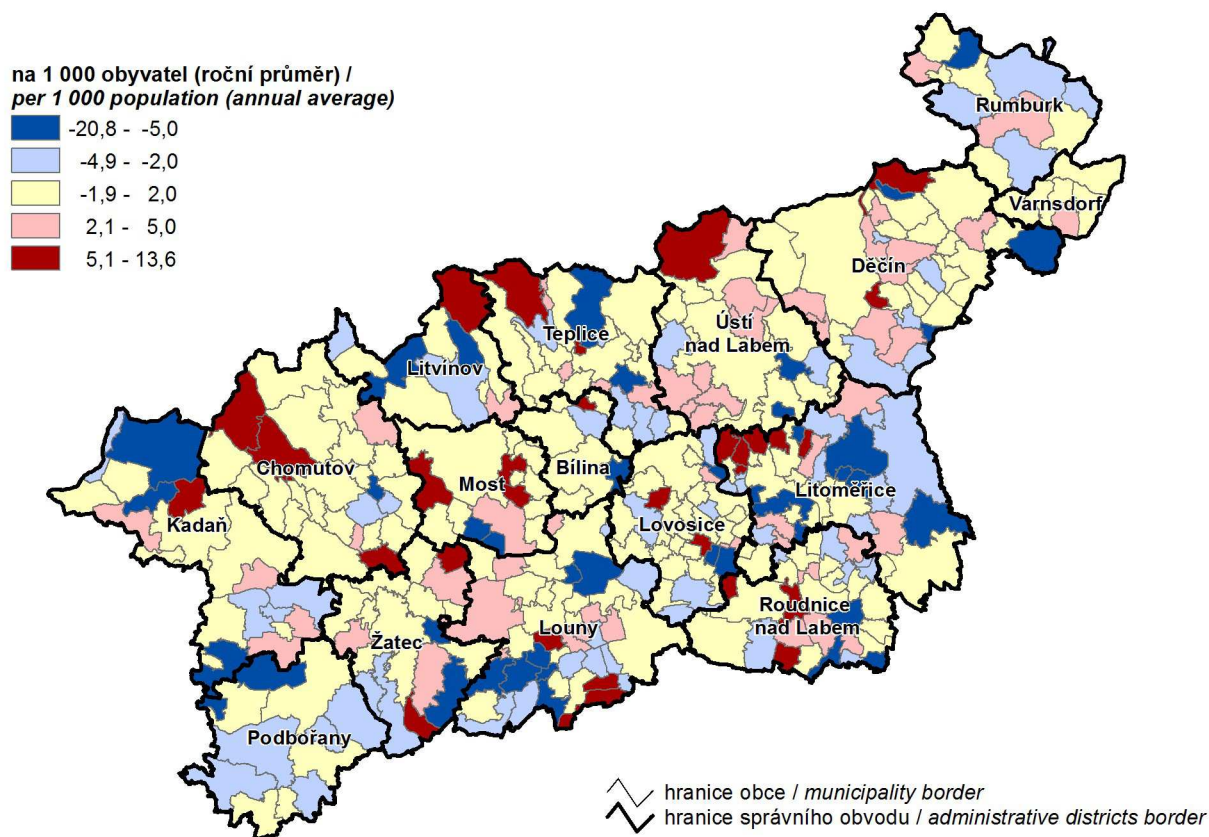 na 1 000 obyvatel (roční průměr) /
per 1 000 population (annual average)
-20,8 - -5,0
-4,9 - -2,0
-1,9 - 2,0
2,1 - 5,0
5,1 - 13,6
Rumburk
Varnsdorf
Děčín
Ústí
nad Labem
Teplice
Litvínov
Chomutov
Most
Bílina
Litoměřice
Lovosice
Kadaň
Roudnice
nad Labem
Louny
Žatec
Podbořany
hranice obce / municipality border
hranice správního obvodu / administrative districts border